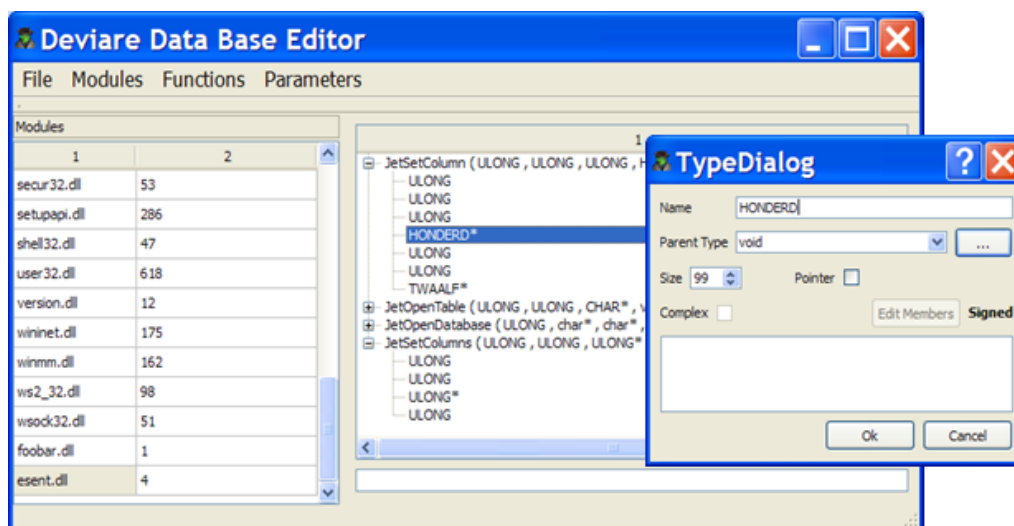 Deviare Data Base Editor
File Modules Functions Parameters
Modules
1 2
secur32.dll 53
setupapi.dll 286
shell32.dll 47
user32.dll 618
version.dll 12
wininet.dll 175
winmm.dll 162
ws2_32.dll 98
wsock32.dll 51
foobar.dll 1
esent.dll 4
1
JetSetColumn ( ULONG , ULONG , ULONG , H
ULONG
ULONG
ULONG
HONDERD*
ULONG
ULONG
TWAALF*
JetOpenTable ( ULONG , ULONG , CHAR* , v
JetOpenDatabase ( ULONG , char* , char* ,
JetSetColumns ( ULONG , ULONG , ULONG*
ULONG
ULONG
ULONG*
ULONG
TypeDialog
Name HONDERD
Parent Type void ...
Size 99 Pointer
Complex Edit Members Signed
Ok Cancel